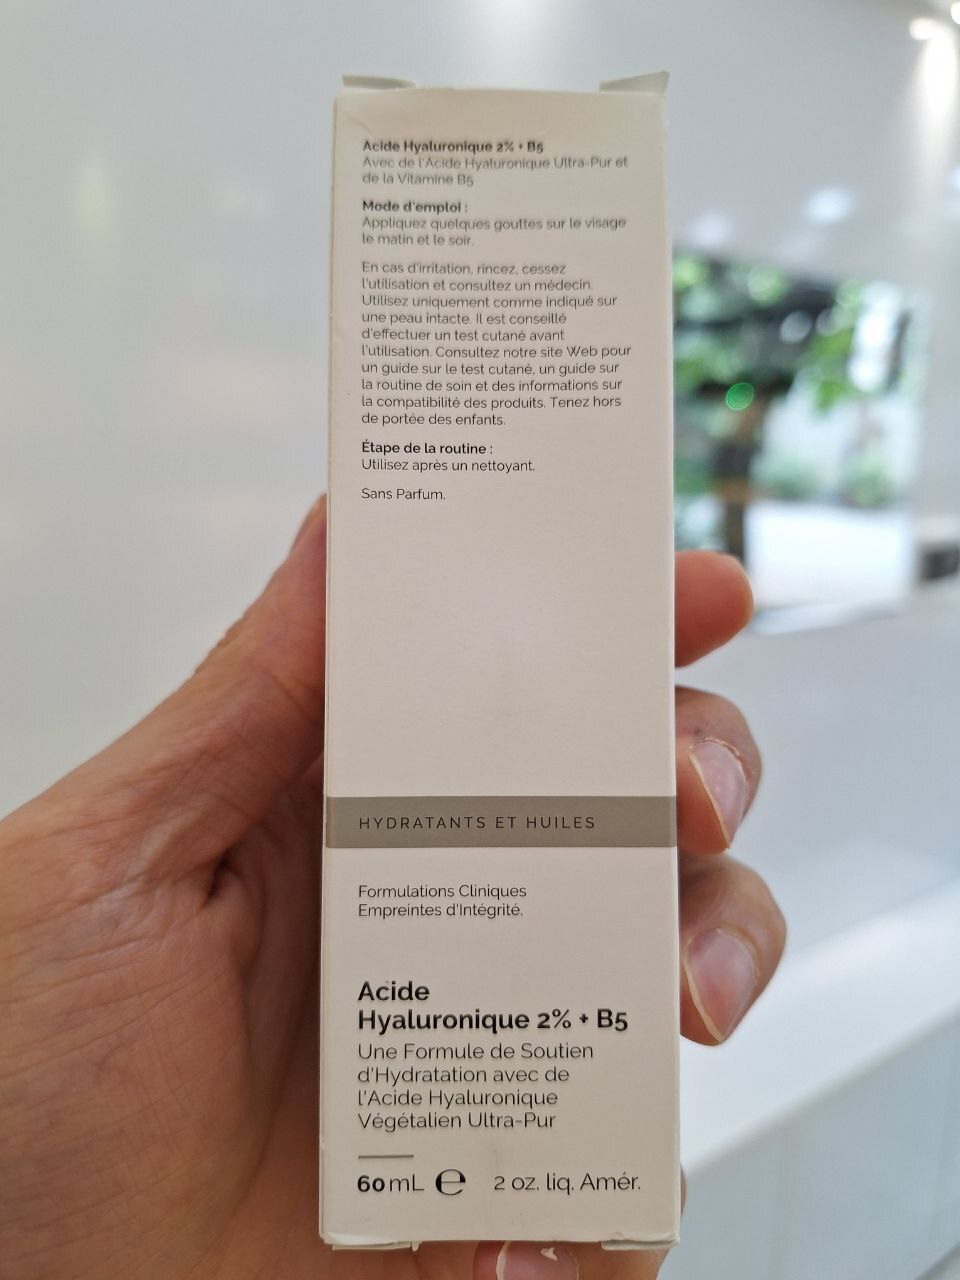 Acide Hyaluronique 2% + B5
Avec de l'Acide Hyaluronique Ultra-Pur et
de la Vitamine B5
Mode d'emploi :
Appliquez quelques gouttes sur le visage
le matin et le soir.
En cas d'irritation, rincez, cessez
l'utilisation et consultez un médecin.
Utilisez uniquement comme indiqué sur
une peau intacte. Il est conseillé
d'effectuer un test cutané avant
l'utilisation. Consultez notre site Web pour
un guide sur le test cutané, un guide sur
la routine de soin et des informations sur
la compatibilité des produits. Tenez hors
de portée des enfants.
Étape de la routine :
Utilisez après un nettoyant.
Sans Parfum.
HYDRATANTS ET HUILES
Formulations Cliniques
Empreintes d'Intégrité.
Acide
Hyaluronique 2% + B5
Une Formule de Soutien
d'Hydratation avec de
l'Acide Hyaluronique
Végétalien Ultra-Pur
60 mL ℮ 2 oz. liq. Amér.